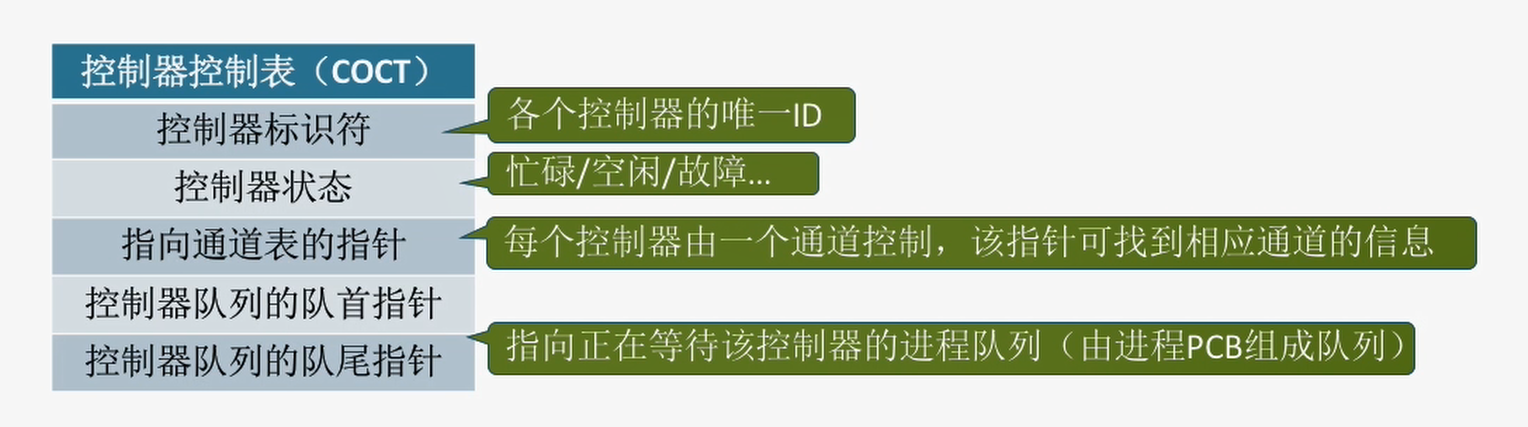 控制器控制表（COCT）
控制器标识符
各个控制器的唯一ID
控制器状态
忙碌/空闲/故障...
指向通道表的指针
每个控制器由一个通道控制，该指针可找到相应通道的信息
控制器队列的队首指针
控制器队列的队尾指针
指向正在等待该控制器的进程队列（由进程PCB组成队列）